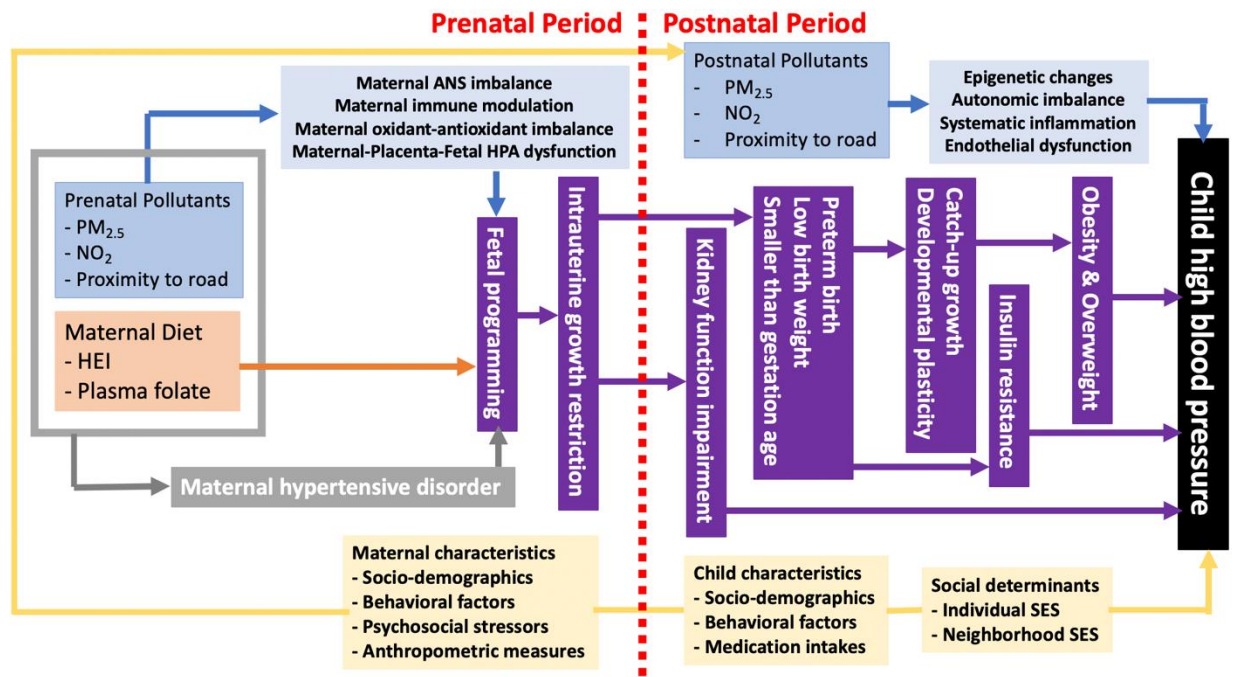 Prenatal Period
Postnatal Period
Maternal ANS imbalance
Maternal immune modulation
Maternal oxidant-antioxidant imbalance
Maternal-Placenta-Fetal HPA dysfunction
Postnatal Pollutants
- PM2.5
- NO2
- Proximity to road
Epigenetic changes
Autonomic imbalance
Systematic inflammation
Endothelial dysfunction
Prenatal Pollutants
- PM2.5
- NO2
- Proximity to road
Maternal Diet
- HEI
- Plasma folate
Maternal hypertensive disorder
Fetal programming
Intrauterine growth restriction
Kidney function impairment
Preterm birth
Low birth weight
Smaller than gestation age
Catch-up growth
Developmental plasticity
Insulin resistance
Obesity & Overweight
Child high blood pressure
Maternal characteristics
- Socio-demographics
- Behavioral factors
- Psychosocial stressors
- Anthropometric measures
Child characteristics
- Socio-demographics
- Behavioral factors
- Medication intakes
Social determinants
- Individual SES
- Neighborhood SES